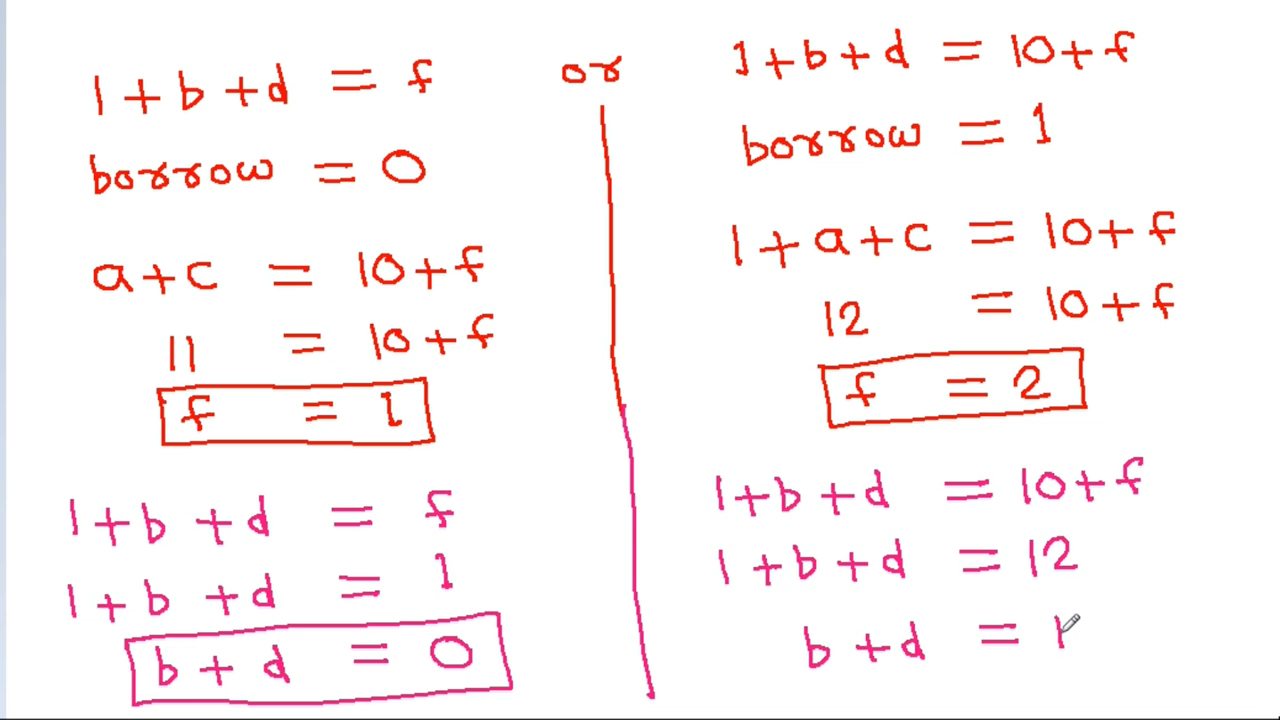 1 + b + d = f
borrow = 0
a + c = 10 + f
11 = 10 + f
f = 1
1 + b + d = f
1 + b + d = 1
b + d = 0
or
1 + b + d = 10 + f
borrow = 1
1 + a + c = 10 + f
12 = 10 + f
f = 2
1 + b + d = 10 + f
1 + b + d = 12
b + d = 1